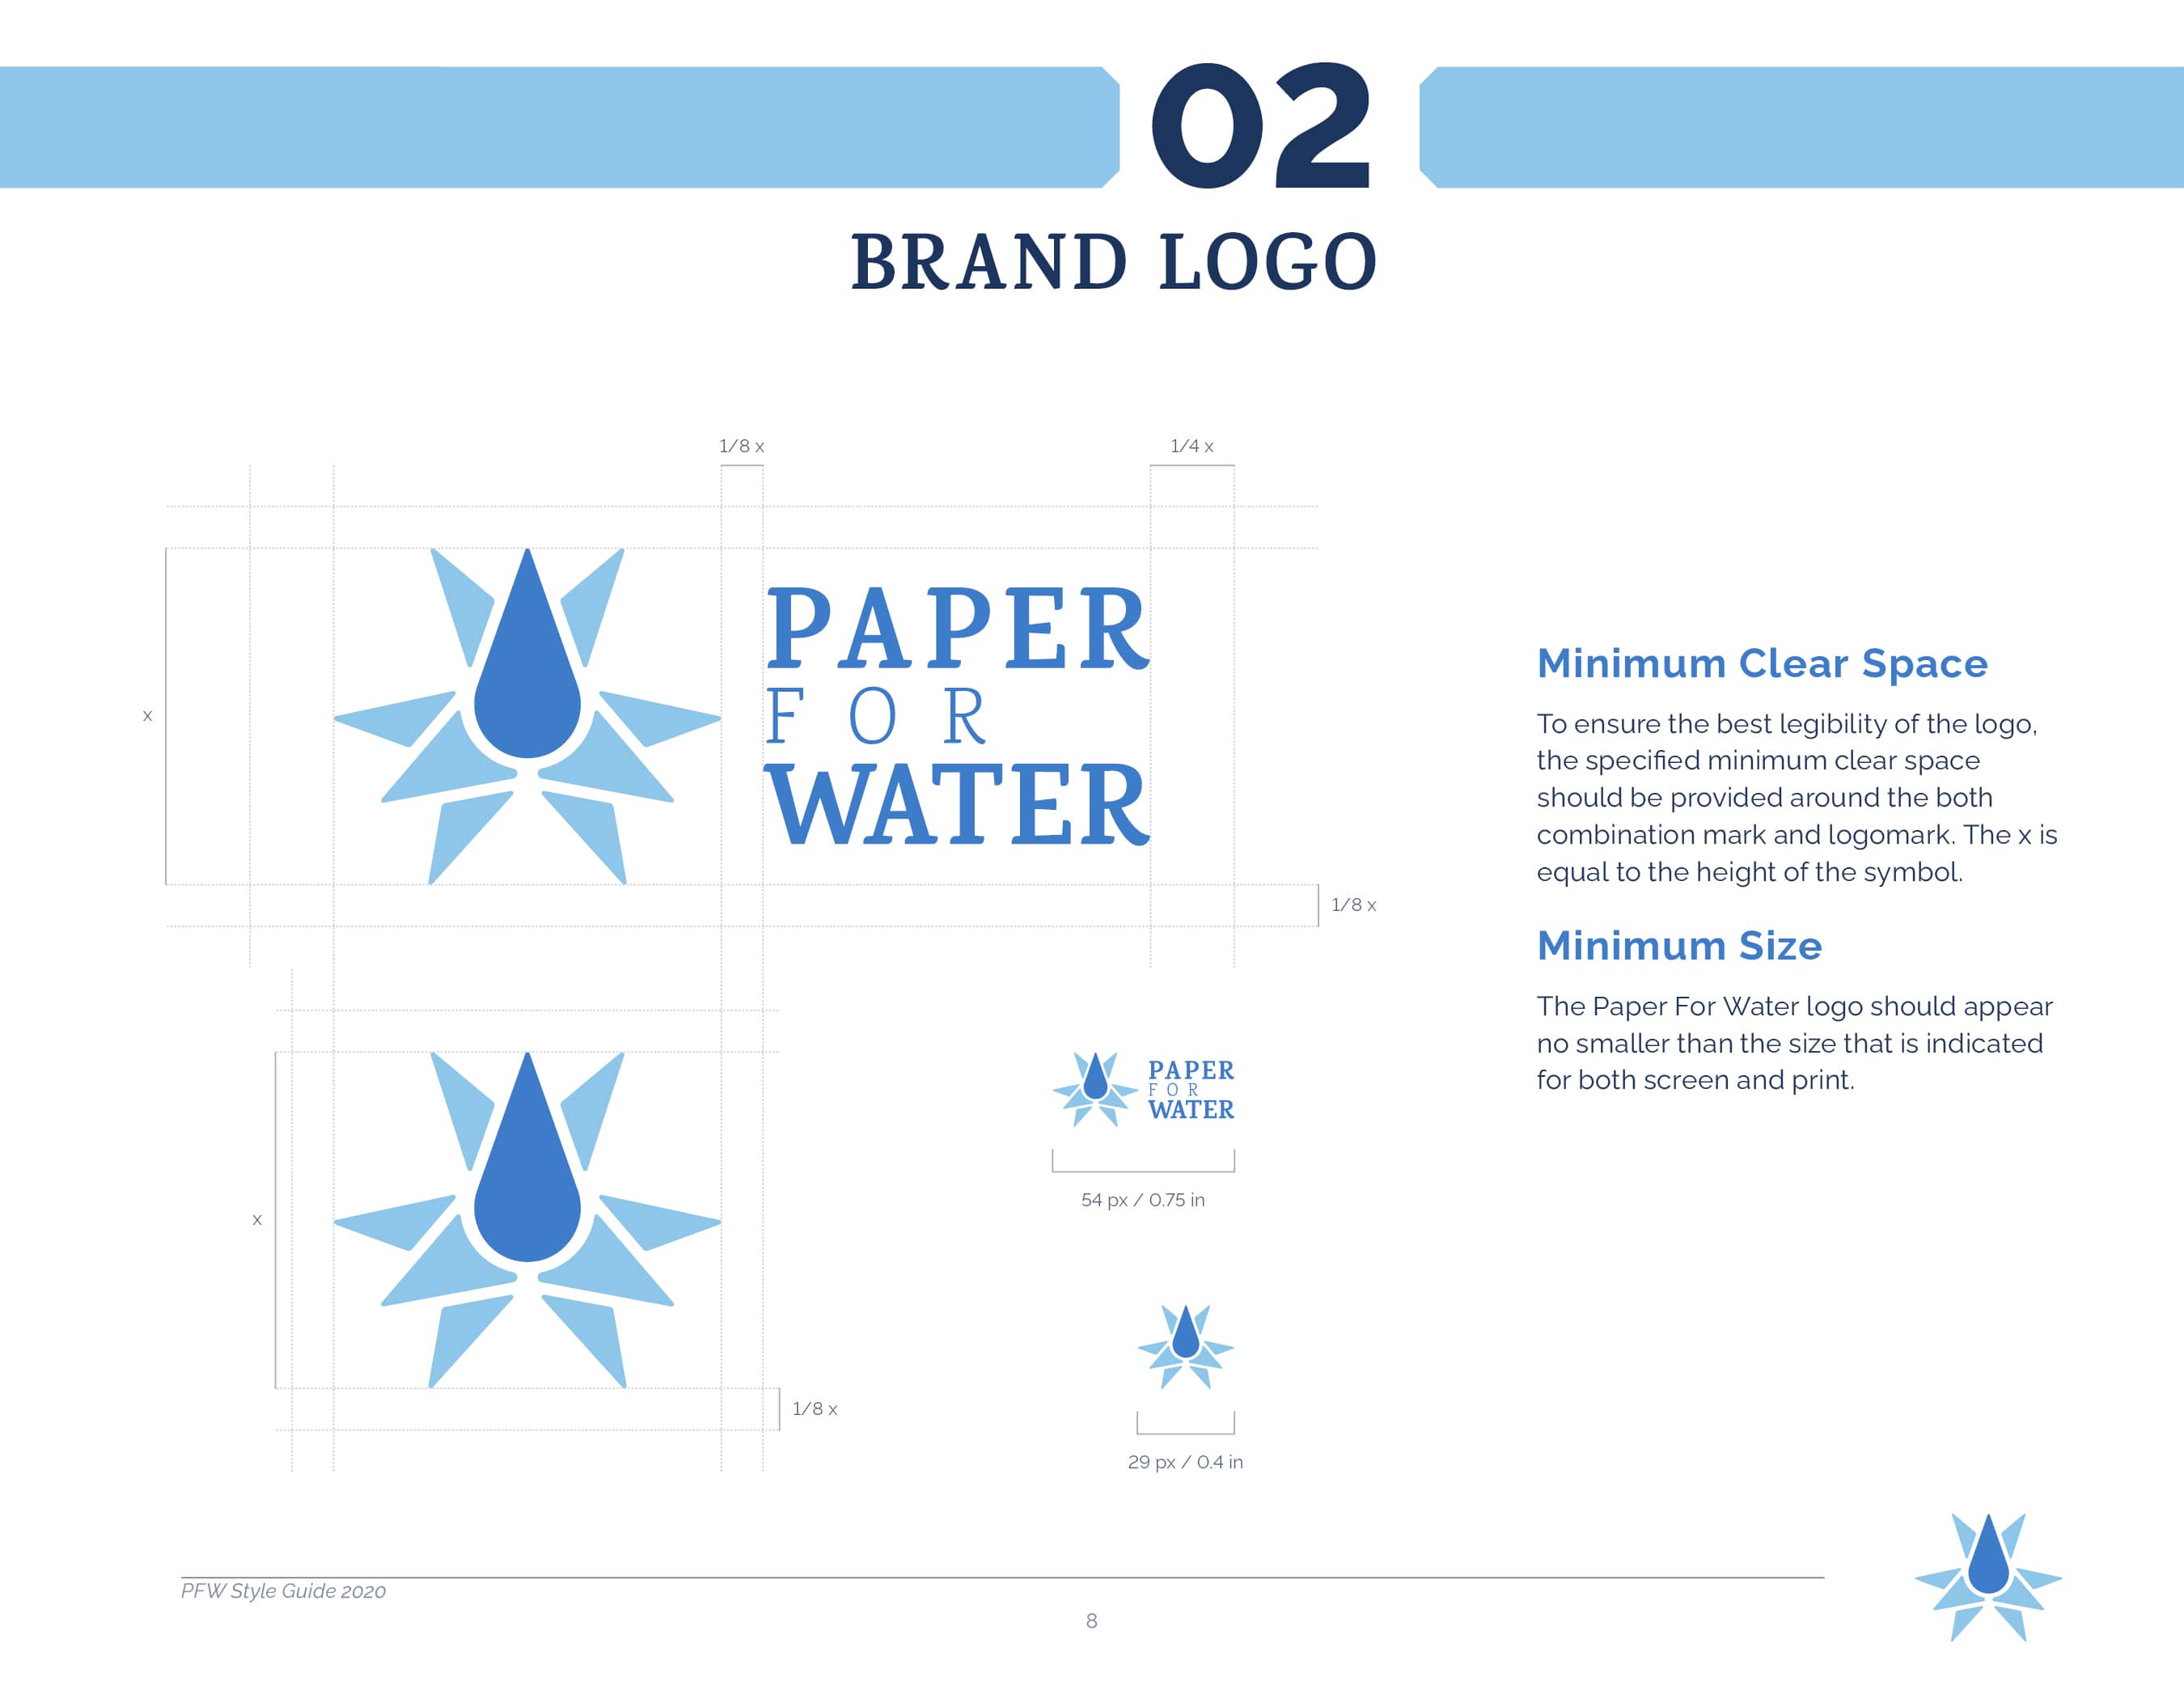 02
BRAND LOGO
1/8 x
1/4 x
x
PAPER
FOR
WATER
1/8 x
x
1/8 x
PAPER
FOR
WATER
54 px / 0.75 in
29 px / 0.4 in
Minimum Clear Space
To ensure the best legibility of the logo,
the specified minimum clear space
should be provided around the both
combination mark and logomark. The x is
equal to the height of the symbol.
Minimum Size
The Paper For Water logo should appear
no smaller than the size that is indicated
for both screen and print.
PFW Style Guide 2020
8